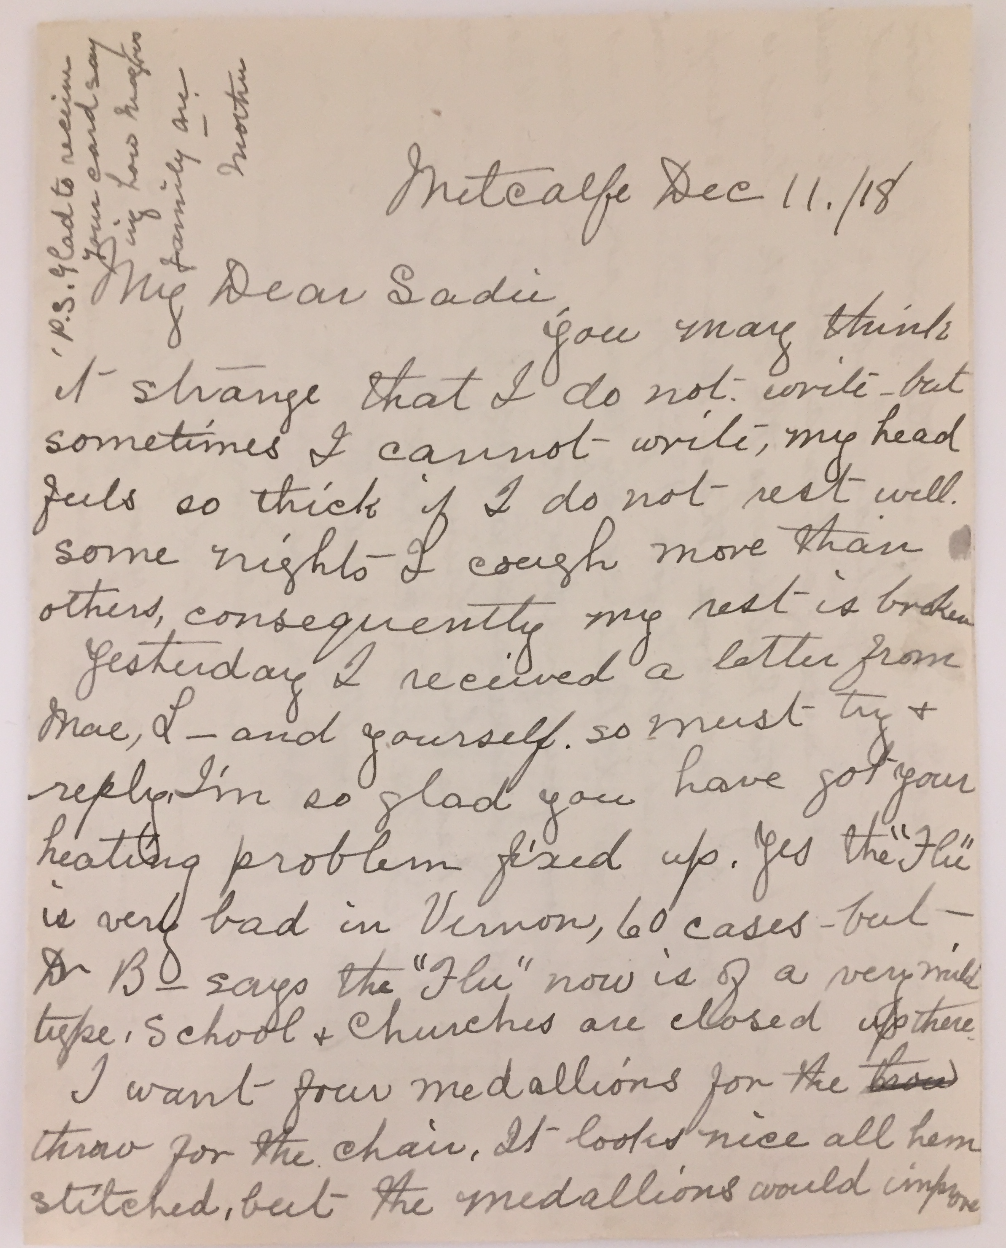 P.S. Glad to receive
your card say
ing how
family are.
Mother
Metcalfe Dec 11./18
My Dear Sadie,
you may think
it strange that I do not write - but
sometimes I cannot write, my head
feels so thick if I do not rest well.
some nights I cough more than
others, consequently my rest is broken
Yesterday I received a letter from
Mae, L - and yourself. so must try +
reply. I'm so glad you have got your
heating problem fixed up. Yes the "Flu"
is very bad in Vernon, 60 cases - but -
Dr B - says the "Flu" now is of a very mild
type. School + Churches are closed up there.
I want four medallions for the
throw for the chair. It looks nice all hem
stitched, but the medallions would improve